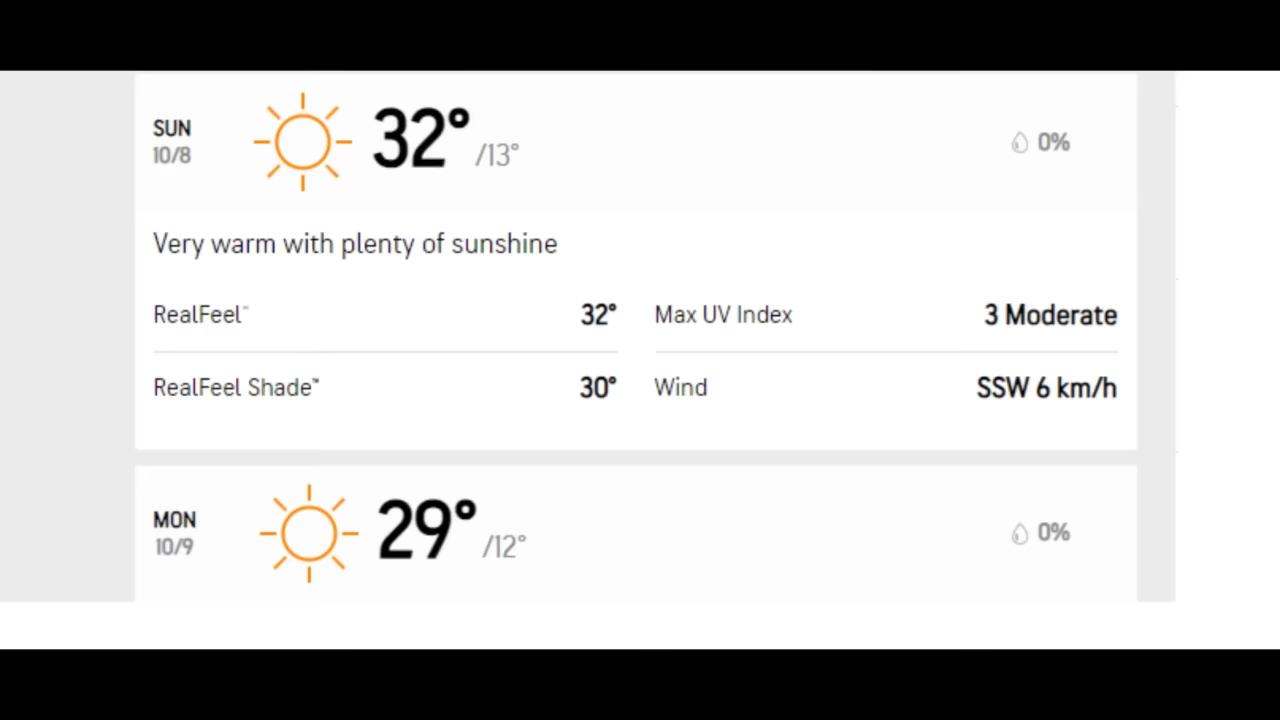 SUN
10/8
32° /13°
0%
Very warm with plenty of sunshine
RealFeel™ 32°
Max UV Index 3 Moderate
RealFeel Shade™ 30°
Wind SSW 6 km/h
MON
10/9
29° /12°
0%